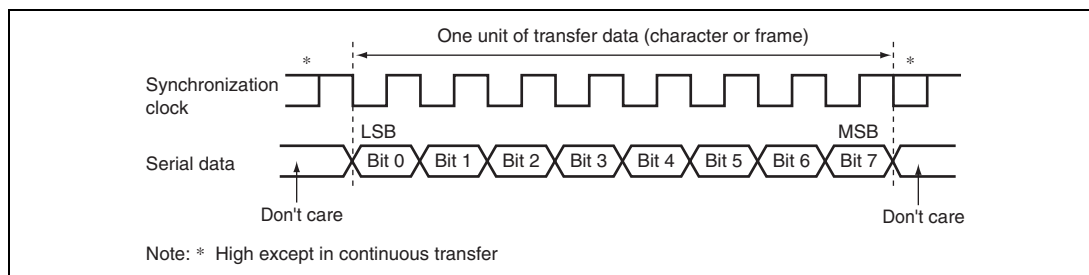 One unit of transfer data (character or frame)
* *
Synchronization
clock
LSB MSB
Serial data Bit 0 Bit 1 Bit 2 Bit 3 Bit 4 Bit 5 Bit 6 Bit 7
Don't care Don't care
Note: * High except in continuous transfer